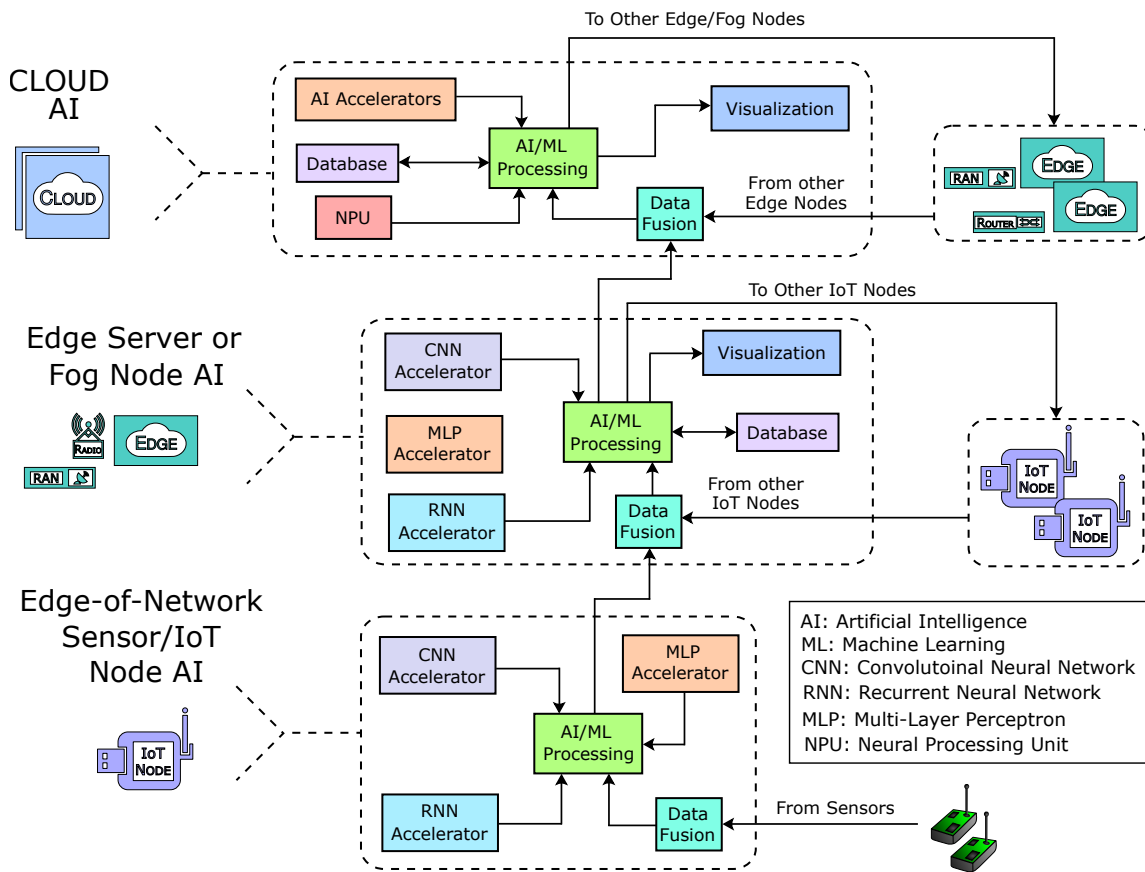 To Other Edge/Fog Nodes
CLOUD
AI
CLOUD
AI Accelerators
Database
NPU
AI/ML
Processing
Visualization
Data
Fusion
From other
Edge Nodes
RAN
EDGE
EDGE
ROUTER
To Other IoT Nodes
Edge Server or
Fog Node AI
RADIO
EDGE
RAN
CNN
Accelerator
MLP
Accelerator
RNN
Accelerator
AI/ML
Processing
Visualization
Database
Data
Fusion
From other
IoT Nodes
IOT
NODE
IOT
NODE
Edge-of-Network
Sensor/IoT
Node AI
IOT
NODE
CNN
Accelerator
MLP
Accelerator
AI/ML
Processing
RNN
Accelerator
Data
Fusion
From Sensors
AI: Artificial Intelligence
ML: Machine Learning
CNN: Convolutoinal Neural Network
RNN: Recurrent Neural Network
MLP: Multi-Layer Perceptron
NPU: Neural Processing Unit